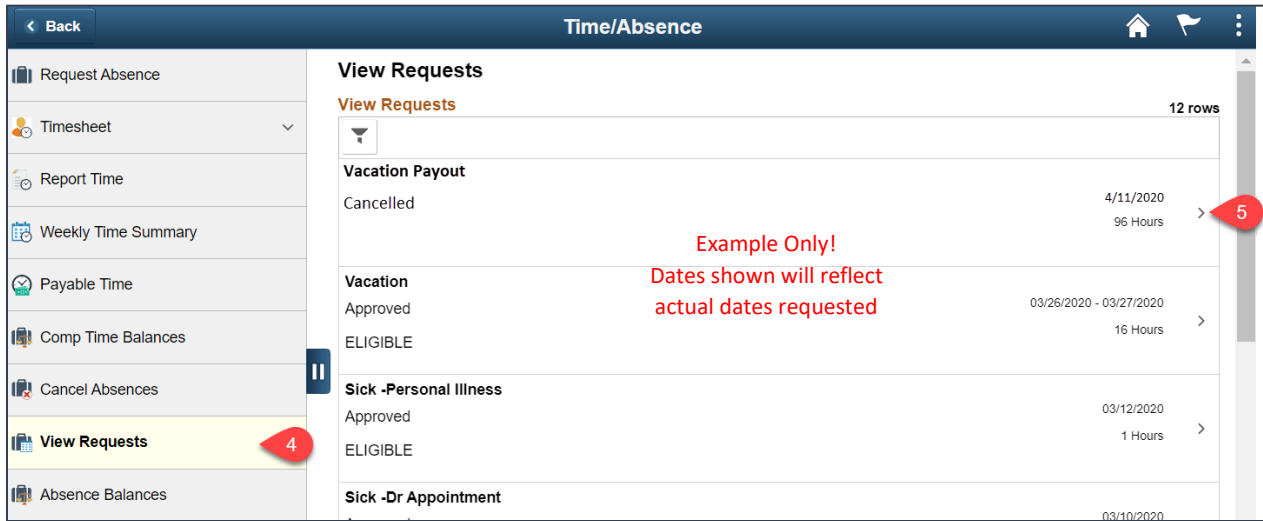 Back
Time/Absence
Request Absence
Timesheet
Report Time
Weekly Time Summary
Payable Time
Comp Time Balances
Cancel Absences
View Requests
4
Absence Balances
View Requests
View Requests
12 rows
Vacation Payout
Cancelled
4/11/2020
96 Hours
5
Example Only!
Dates shown will reflect
actual dates requested
Vacation
Approved
ELIGIBLE
03/26/2020 - 03/27/2020
16 Hours
Sick -Personal Illness
Approved
ELIGIBLE
03/12/2020
1 Hours
Sick -Dr Appointment
03/10/2020